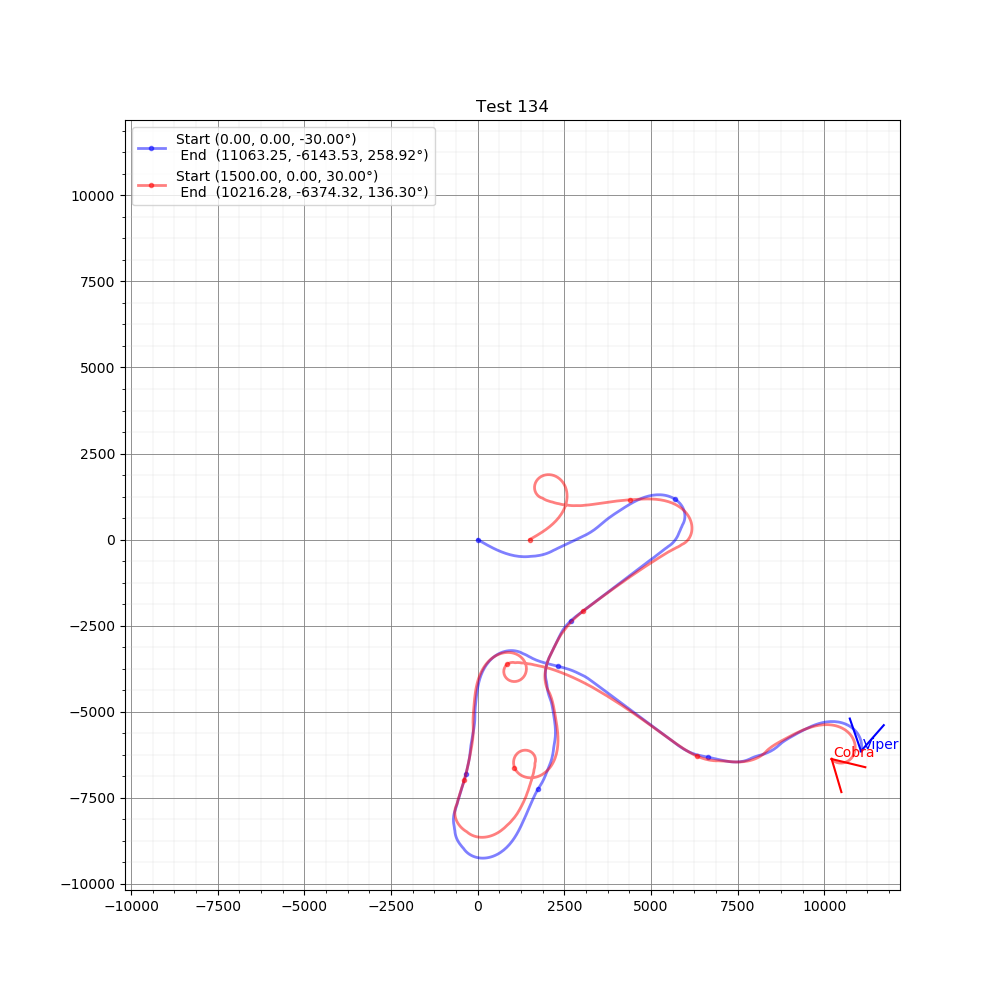 Test 134
Start (0.00, 0.00, -30.00°)
End (11063.25, -6143.53, 258.92°)
Start (1500.00, 0.00, 30.00°)
End (10216.28, -6374.32, 136.30°)
10000
7500
5000
2500
0
−2500
−5000
Viper
Cobra
−7500
−10000
−10000 −7500 −5000 −2500 0 2500 5000 7500 10000